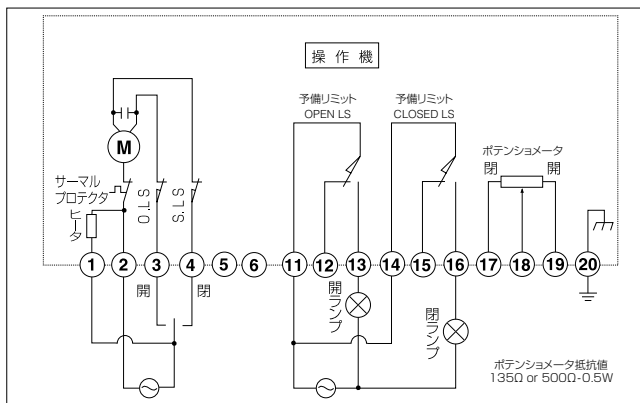 操作機
予備リミット
OPEN LS
予備リミット
CLOSED LS
ポテンショメータ
閉 開
M
サーマル
プロテクタ
ヒータ
O.L.S
S.L.S
1 2 3 4 5 6 11 12 13 14 15 16 17 18 19 20
開 閉
開ランプ
閉ランプ
ポテンショメータ抵抗値
135Ω or 500Ω-0.5W